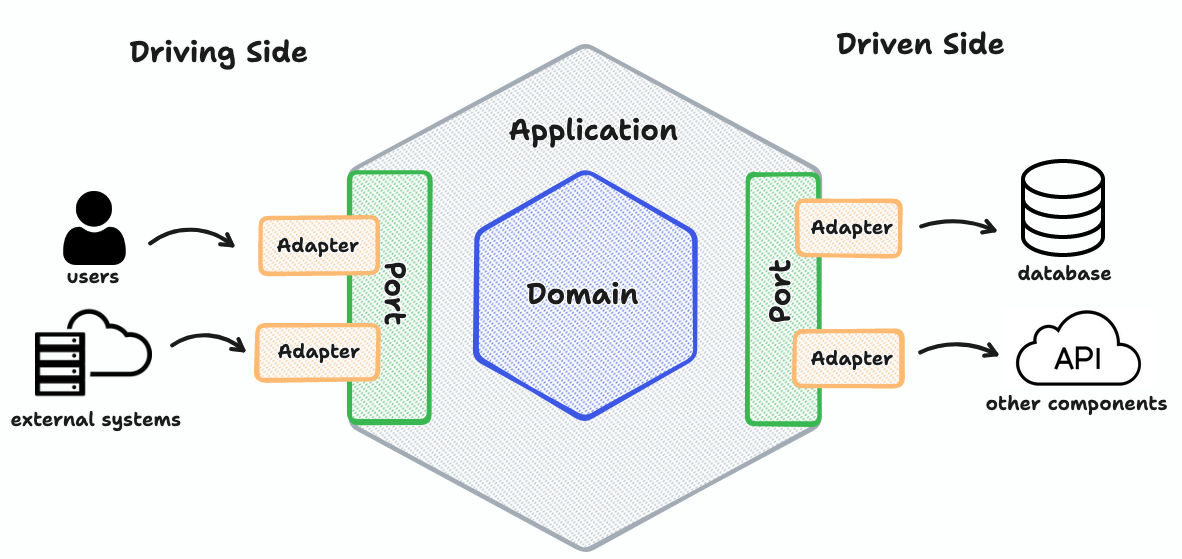 Driving Side
Driven Side
Application
users
external systems
Adapter
Adapter
Port
Domain
Port
Adapter
Adapter
database
API
other components